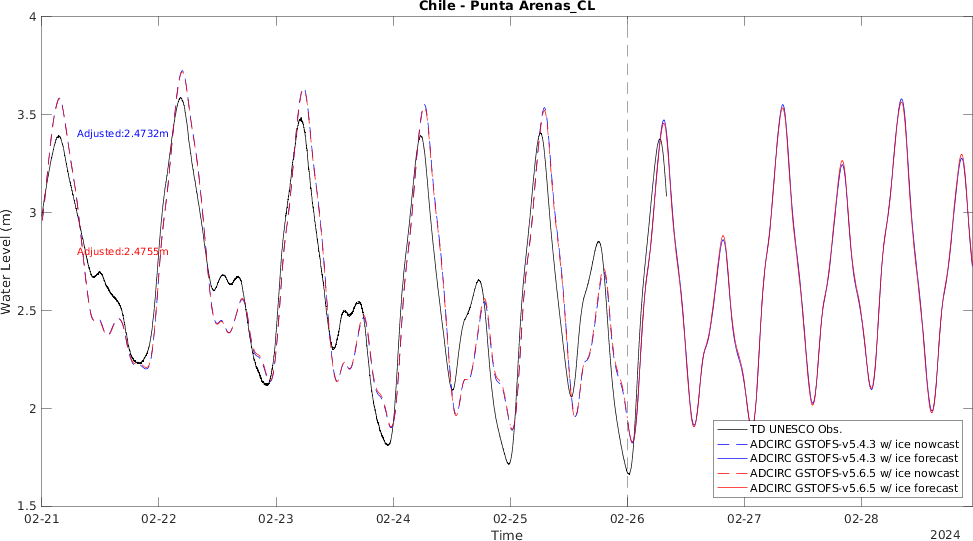 Chile - Punta Arenas_CL
4
3.5
3
2.5
2
1.5
Water Level (m)
Adjusted:2.4732m
Adjusted:2.4755m
TD UNESCO Obs.
ADCIRC GSTOFS-v5.4.3 w/ ice nowcast
ADCIRC GSTOFS-v5.4.3 w/ ice forecast
ADCIRC GSTOFS-v5.6.5 w/ ice nowcast
ADCIRC GSTOFS-v5.6.5 w/ ice forecast
02-21 02-22 02-23 02-24 02-25 02-26 02-27 02-28
Time
2024